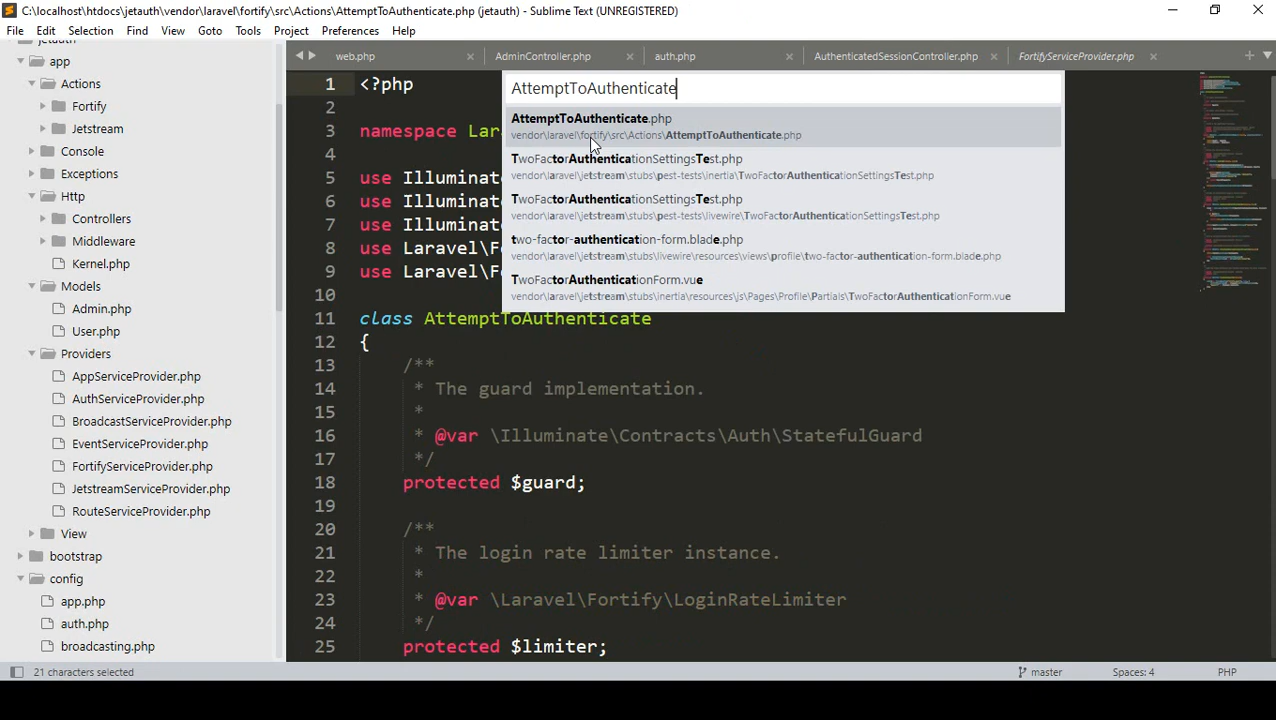 C:\localhost\htdocs\jetauth\vendor\laravel\fortify\src\Actions\AttemptToAuthenticate.php (jetauth) - Sublime Text (UNREGISTERED)
File Edit Selection Find View Goto Tools Project Preferences Help
jetauth
app
Actions
Fortify
Jetstream
Console
Exceptions
Http
Controllers
Middleware
Kernel.php
Models
Admin.php
User.php
Providers
AppServiceProvider.php
AuthServiceProvider.php
BroadcastServiceProvider.php
EventServiceProvider.php
FortifyServiceProvider.php
JetstreamServiceProvider.php
RouteServiceProvider.php
View
bootstrap
config
app.php
auth.php
broadcasting.php
web.php AdminController.php auth.php AuthenticatedSessionController.php FortifyServiceProvider.php
AttemptToAuthenticate
AttemptToAuthenticate.php
vendor\laravel\fortify\src\Actions\AttemptToAuthenticate.php
TwoFactorAuthenticationSettingsTest.php
vendor\laravel\jetstream\stubs\pest-tests\inertia\TwoFactorAuthenticationSettingsTest.php
TwoFactorAuthenticationSettingsTest.php
vendor\laravel\jetstream\stubs\pest-tests\livewire\TwoFactorAuthenticationSettingsTest.php
two-factor-authentication-form.blade.php
vendor\laravel\jetstream\stubs\livewire\resources\views\profile\two-factor-authentication-form.blade.php
TwoFactorAuthenticationForm.vue
vendor\laravel\jetstream\stubs\inertia\resources\js\Pages\Profile\Partials\TwoFactorAuthenticationForm.vue
1 <?php
2
3 namespace Lar
4
5 use Illuminat
6 use Illuminat
7 use Illuminat
8 use Laravel\F
9 use Laravel\F
10
11 class AttemptToAuthenticate
12 {
13 /**
14 * The guard implementation.
15 *
16 * @var \Illuminate\Contracts\Auth\StatefulGuard
17 */
18 protected $guard;
19
20 /**
21 * The login rate limiter instance.
22 *
23 * @var \Laravel\Fortify\LoginRateLimiter
24 */
25 protected $limiter;
21 characters selected master Spaces: 4 PHP